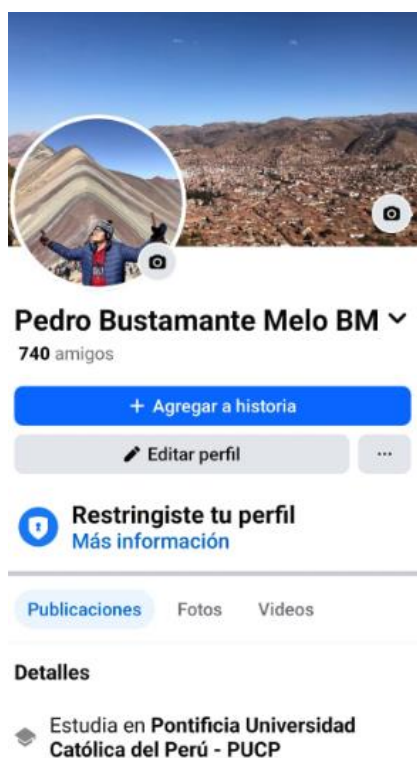 Pedro Bustamante Melo BM
740 amigos
+ Agregar a historia
Editar perfil
...
Restringiste tu perfil
Más información
Publicaciones Fotos Videos
Detalles
Estudia en Pontificia Universidad
Católica del Perú - PUCP